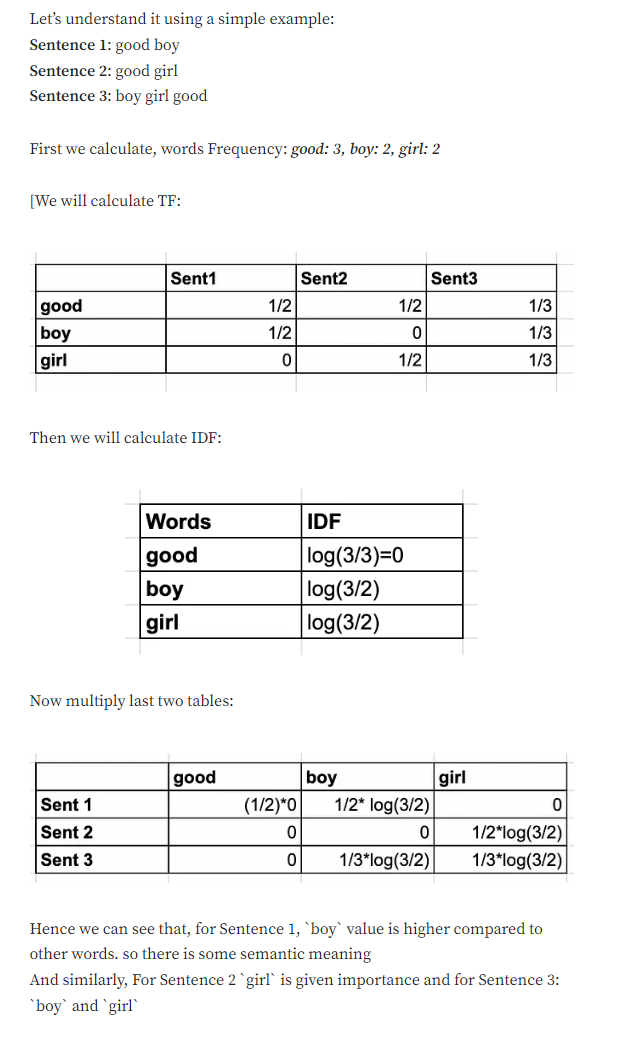 Let’s understand it using a simple example:
Sentence 1: good boy
Sentence 2: good girl
Sentence 3: boy girl good
First we calculate, words Frequency: good: 3, boy: 2, girl: 2
[We will calculate TF:
Sent1 Sent2 Sent3
good 1/2 1/2 1/3
boy 1/2 0 1/3
girl 0 1/2 1/3
Then we will calculate IDF:
Words IDF
good log(3/3)=0
boy log(3/2)
girl log(3/2)
Now multiply last two tables:
good boy girl
Sent 1 (1/2)*0 1/2* log(3/2) 0
Sent 2 0 0 1/2*log(3/2)
Sent 3 0 1/3*log(3/2) 1/3*log(3/2)
Hence we can see that, for Sentence 1, `boy` value is higher compared to
other words. so there is some semantic meaning
And similarly, For Sentence 2 `girl` is given importance and for Sentence 3:
`boy` and `girl`